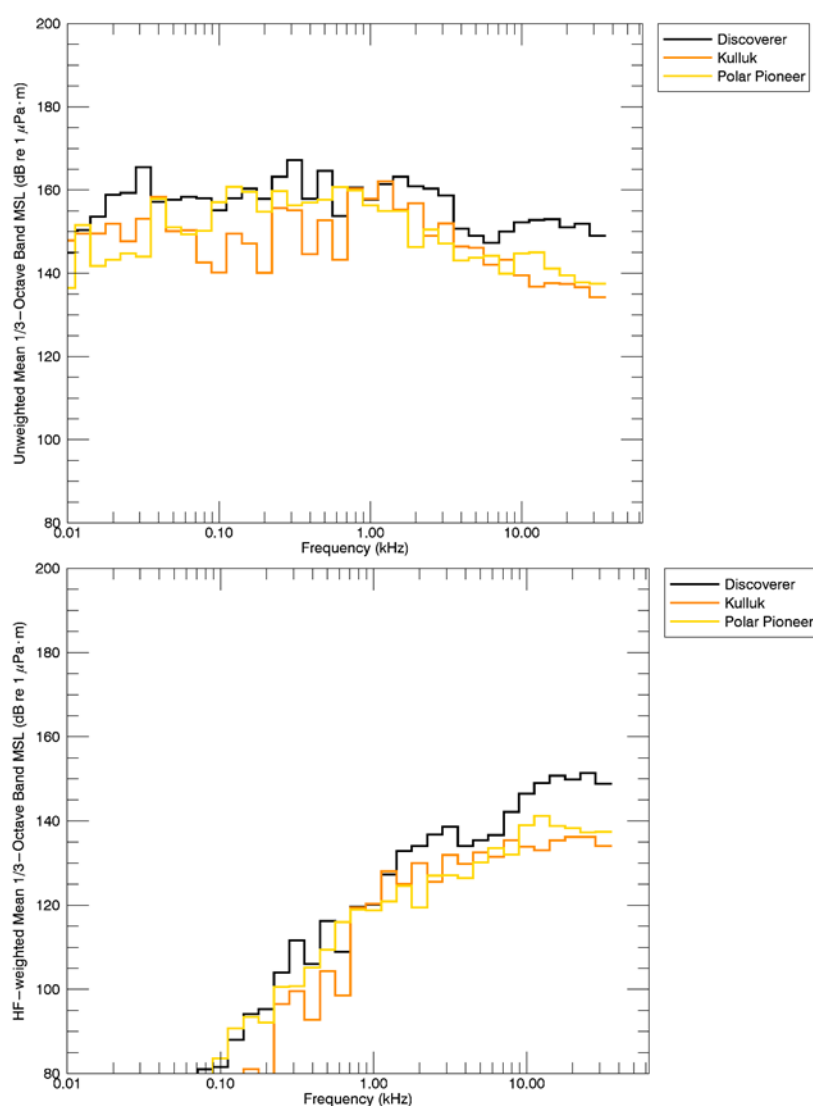 200
180
160
140
120
100
80
Unweighted Mean 1/3-Octave Band MSL (dB re 1 μPa·m)
0.01
0.10
1.00
10.00
Frequency (kHz)
Discoverer
Kulluk
Polar Pioneer
200
180
160
140
120
100
80
HF-weighted Mean 1/3-Octave Band MSL (dB re 1 μPa·m)
0.01
0.10
1.00
10.00
Frequency (kHz)
Discoverer
Kulluk
Polar Pioneer